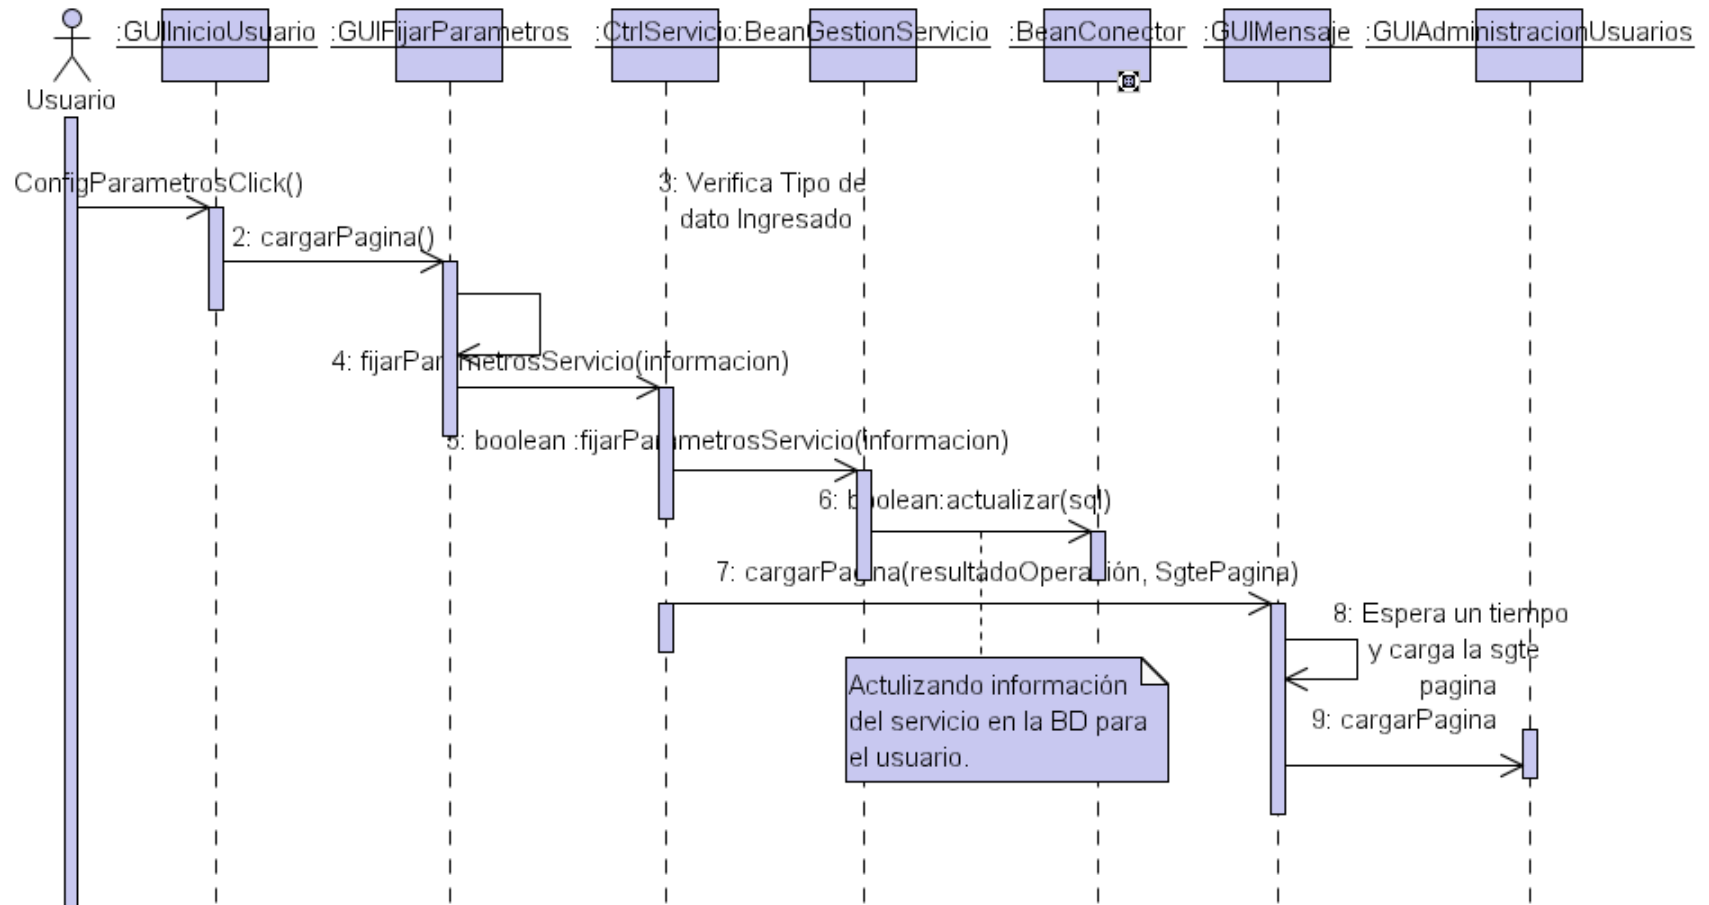 :GUIInicioUsuario
:GUIFijarParametros
:CtrlServicio
:BeanGestionServicio
:BeanConector
:GUIMensaje
:GUIAdministracionUsuarios
Usuario
ConfigParametrosClick()
3: Verifica Tipo de
dato Ingresado
2: cargarPagina()
4: fijarParametrosServicio(informacion)
5: boolean :fijarParametrosServicio(informacion)
6: boolean:actualizar(sql)
7: cargarPagina(resultadoOperación, SgtePagina)
8: Espera un tiempo
y carga la sgte
pagina
9: cargarPagina
Actulizando información
del servicio en la BD para
el usuario.